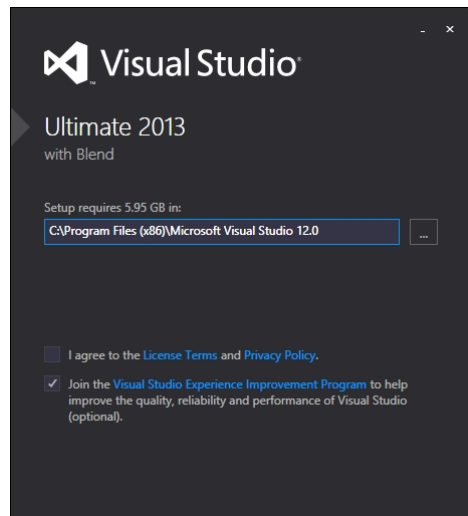 Visual Studio
Ultimate 2013
with Blend
Setup requires 5.95 GB in:
C:\Program Files (x86)\Microsoft Visual Studio 12.0
...
I agree to the License Terms and Privacy Policy.
Join the Visual Studio Experience Improvement Program to help
improve the quality, reliability and performance of Visual Studio
(optional).